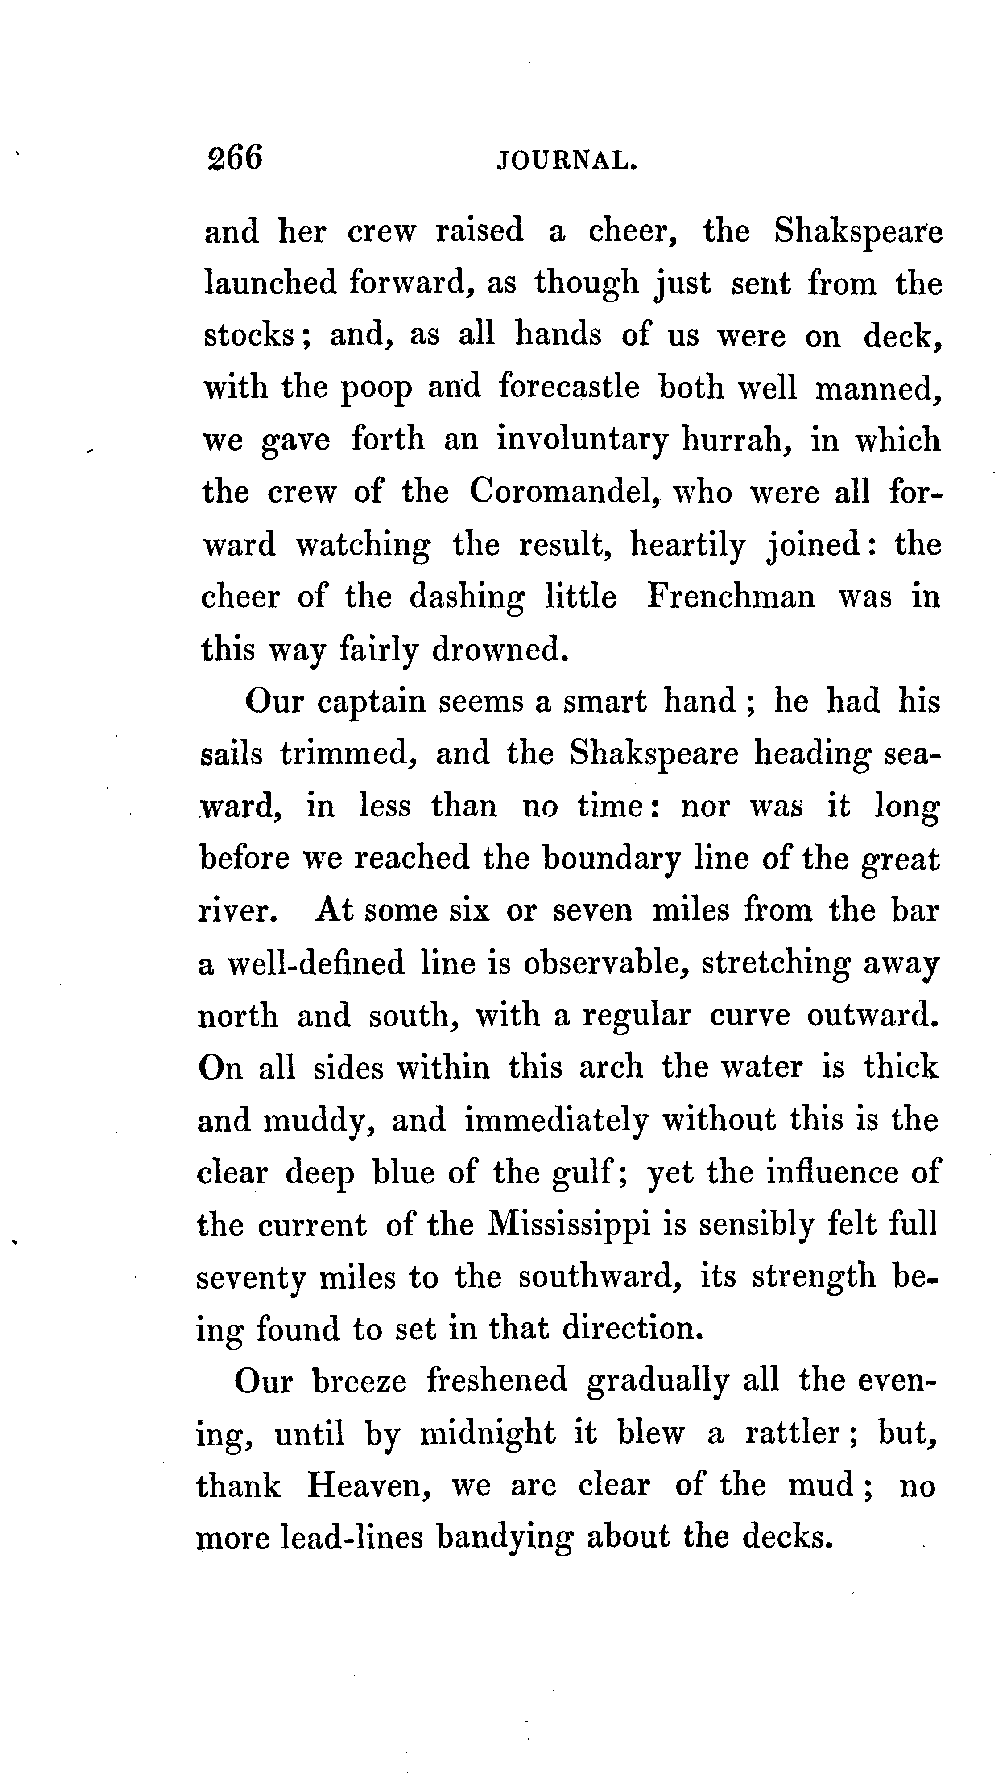 266 JOURNAL.
and her crew raised a cheer, the Shakspeare
launched forward, as though just sent from the
stocks; and, as all hands of us were on deck,
with the poop and forecastle both well manned,
we gave forth an involuntary hurrah, in which
the crew of the Coromandel, who were all for-
ward watching the result, heartily joined: the
cheer of the dashing little Frenchman was in
this way fairly drowned.
Our captain seems a smart hand; he had his
sails trimmed, and the Shakspeare heading sea-
ward, in less than no time: nor was it long
before we reached the boundary line of the great
river. At some six or seven miles from the bar
a well-defined line is observable, stretching away
north and south, with a regular curve outward.
On all sides within this arch the water is thick
and muddy, and immediately without this is the
clear deep blue of the gulf; yet the influence of
the current of the Mississippi is sensibly felt full
seventy miles to the southward, its strength be-
ing found to set in that direction.
Our breeze freshened gradually all the even-
ing, until by midnight it blew a rattler; but,
thank Heaven, we are clear of the mud; no
more lead-lines bandying about the decks.